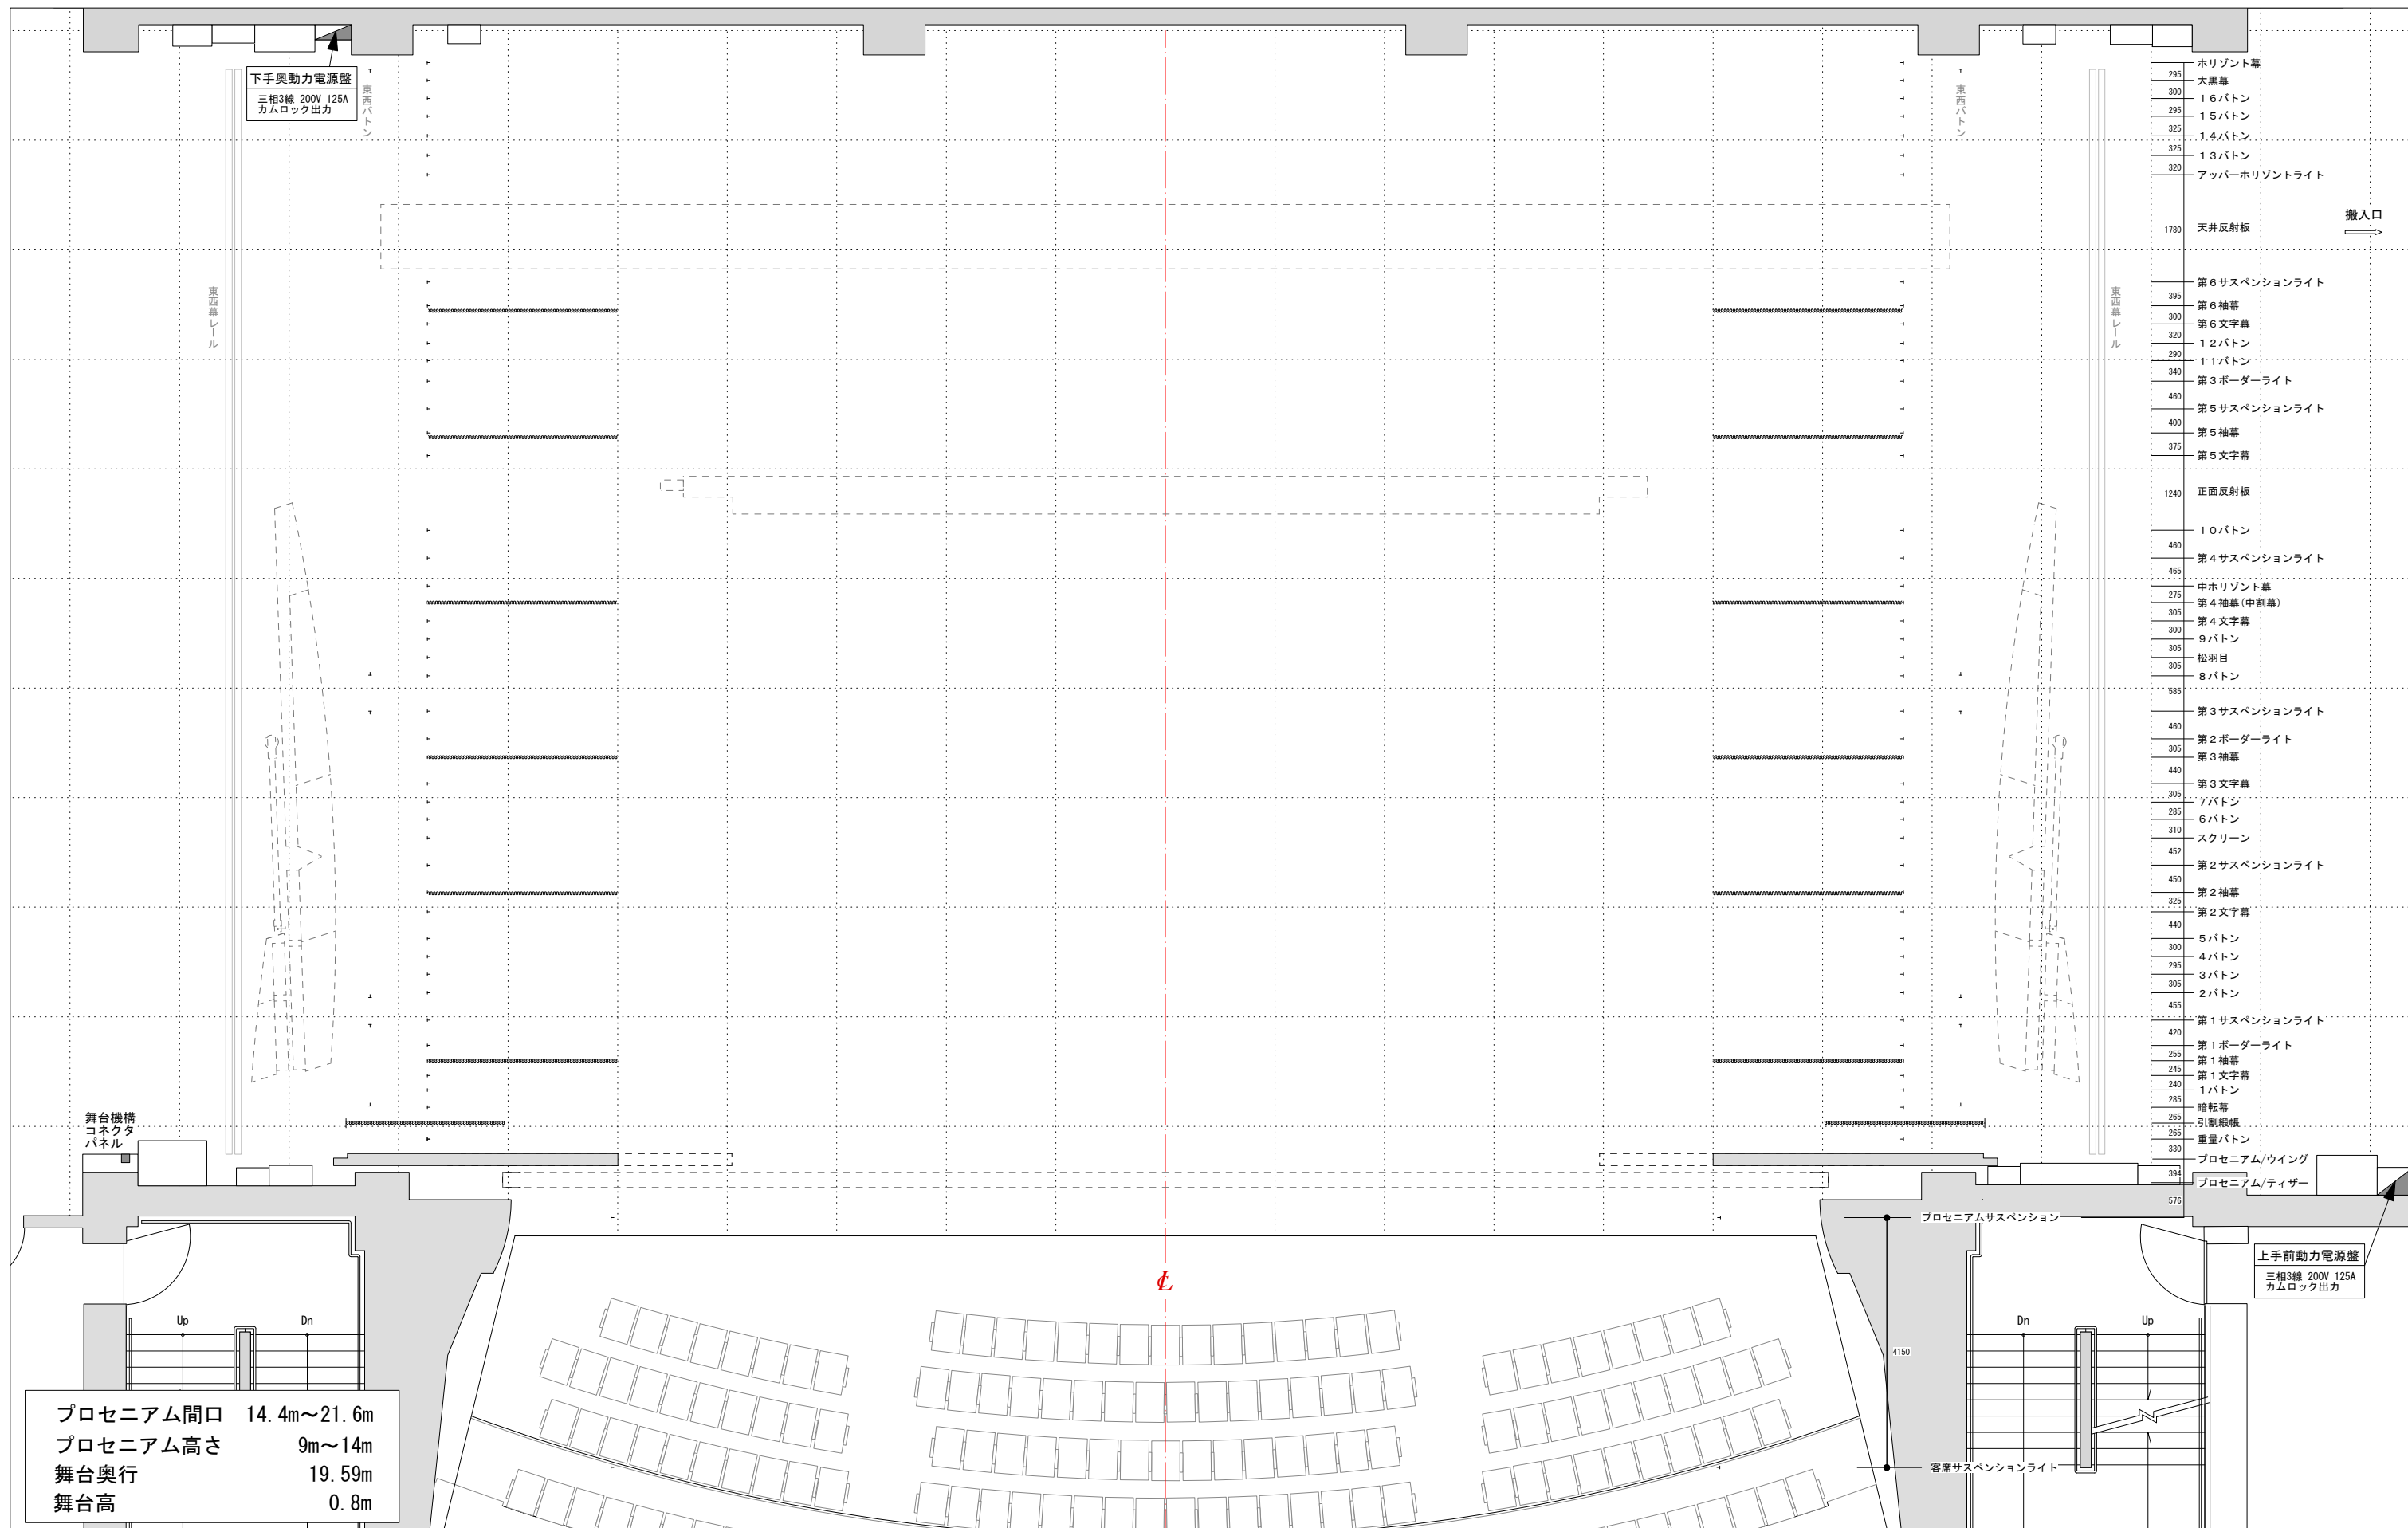 下手奥動力電源盤
三相3線 200V 125A
カムロック出力
東西バトン
東西バトン
東西幕レール
東西幕レール
搬入口
ホリゾント幕
295
大黒幕
300
16バトン
295
15バトン
325
14バトン
325
13バトン
320
アッパーホリゾントライト
1780
天井反射板
第6サスペンションライト
395
第6袖幕
300
第6文字幕
320
12バトン
290
11バトン
340
第3ボーダーライト
460
第5サスペンションライト
400
第5袖幕
375
第5文字幕
1240
正面反射板
10バトン
460
第4サスペンションライト
465
中ホリゾント幕
275
第4袖幕(中割幕)
305
第4文字幕
300
9バトン
305
松羽目
305
8バトン
585
第3サスペンションライト
460
第2ボーダーライト
305
第3袖幕
440
第3文字幕
305
7バトン
285
6バトン
310
スクリーン
452
第2サスペンションライト
450
第2袖幕
325
第2文字幕
440
5バトン
300
4バトン
295
3バトン
305
2バトン
455
第1サスペンションライト
420
第1ボーダーライト
255
第1袖幕
245
第1文字幕
240
1バトン
285
暗転幕
265
引割緞帳
265
重量バトン
330
プロセニアム/ウイング
394
プロセニアム/ティザー
576
プロセニアムサスペンション
4150
客席サスペンションライト
舞台機構
コネクタ
パネル
上手前動力電源盤
三相3線 200V 125A
カムロック出力
℄
Up
Dn
Dn
Up
プロセニアム間口 14.4m～21.6m
プロセニアム高さ 9m～14m
舞台奥行 19.59m
舞台高 0.8m